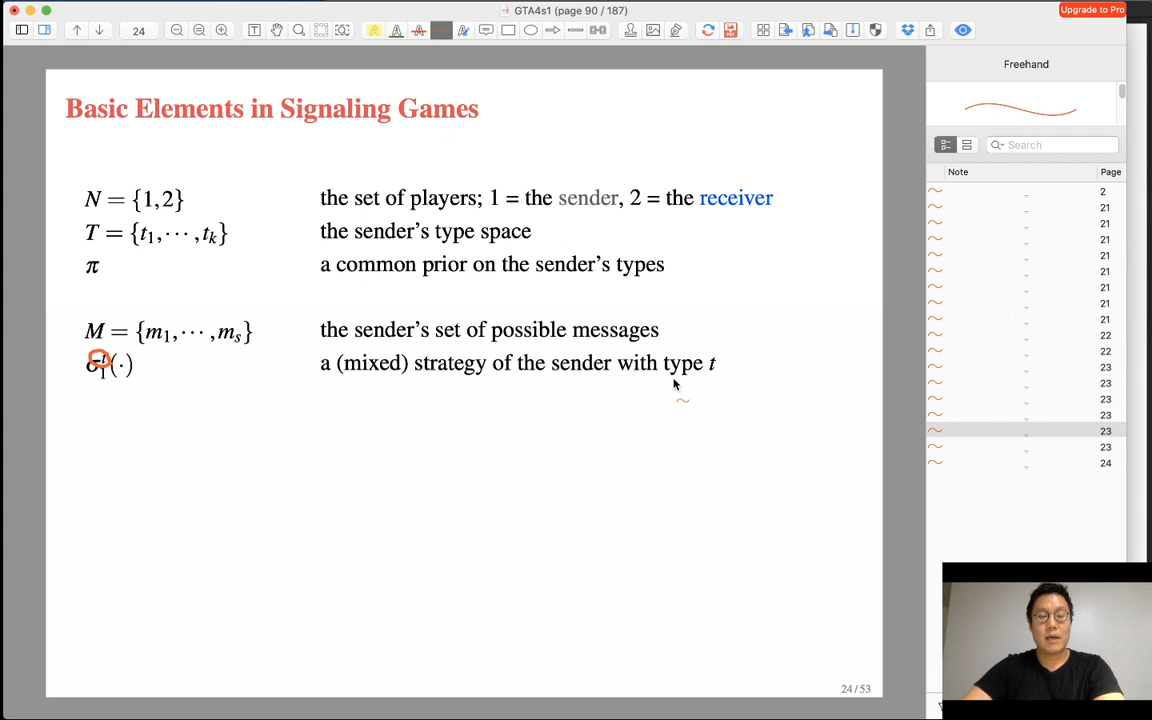 GTA4s1 (page 90 / 187)
Upgrade to Pro
24
Freehand
Basic Elements in Signaling Games
Search
Note Page
N = {1,2} the set of players; 1 = the sender, 2 = the receiver
T = {t₁,⋯,tₖ} the sender's type space
π a common prior on the sender's types
M = {m₁,⋯,mₛ} the sender's set of possible messages
σ₁ᵗ(·) a (mixed) strategy of the sender with type t
2
21
21
21
21
21
21
21
21
22
22
23
23
23
23
23
23
24
24/53